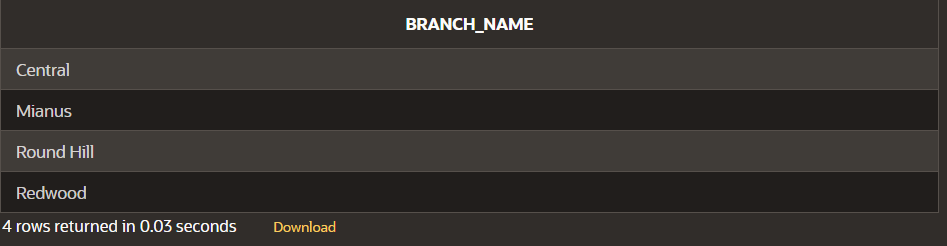 BRANCH_NAME
Central
Mianus
Round Hill
Redwood
4 rows returned in 0.03 seconds Download